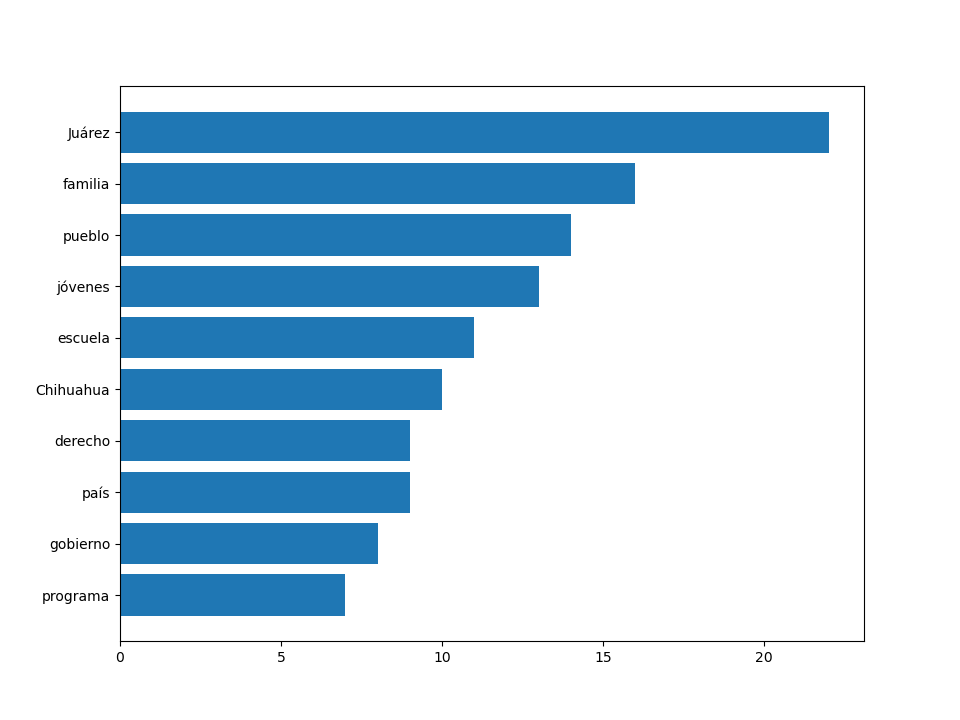 Juárez
familia
pueblo
jóvenes
escuela
Chihuahua
derecho
país
gobierno
programa
0 5 10 15 20